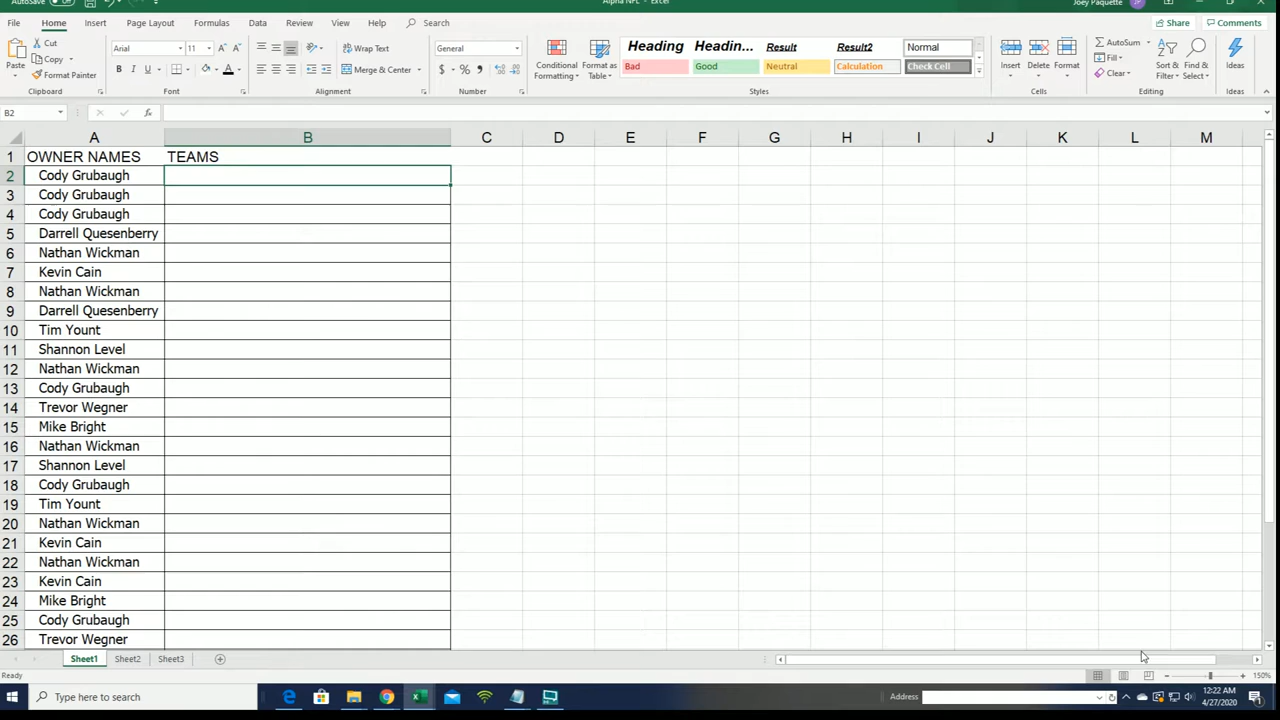 AutoSave Off
Alpha NFL - Excel
Joey Paquette
JP
File Home Insert Page Layout Formulas Data Review View Help Search
Share Comments
Paste
Cut
Copy
Format Painter
Clipboard
Arial 11
B I U
Font
Wrap Text
Merge & Center
Alignment
General
$ % 9
Number
Conditional
Formatting
Format as
Table
Heading Headin... Result Result2 Normal
Bad Good Neutral Calculation Check Cell
Styles
Insert Delete Format
Cells
AutoSum
Fill
Clear
Sort &
Filter
Find &
Select
Editing
Ideas
Ideas
B2
fx
A B C D E F G H I J K L M
1 OWNER NAMES TEAMS
2 Cody Grubaugh
3 Cody Grubaugh
4 Cody Grubaugh
5 Darrell Quesenberry
6 Nathan Wickman
7 Kevin Cain
8 Nathan Wickman
9 Darrell Quesenberry
10 Tim Yount
11 Shannon Level
12 Nathan Wickman
13 Cody Grubaugh
14 Trevor Wegner
15 Mike Bright
16 Nathan Wickman
17 Shannon Level
18 Cody Grubaugh
19 Tim Yount
20 Nathan Wickman
21 Kevin Cain
22 Nathan Wickman
23 Kevin Cain
24 Mike Bright
25 Cody Grubaugh
26 Trevor Wegner
Sheet1 Sheet2 Sheet3
Ready
150%
Type here to search
Address
12:22 AM
4/27/2020